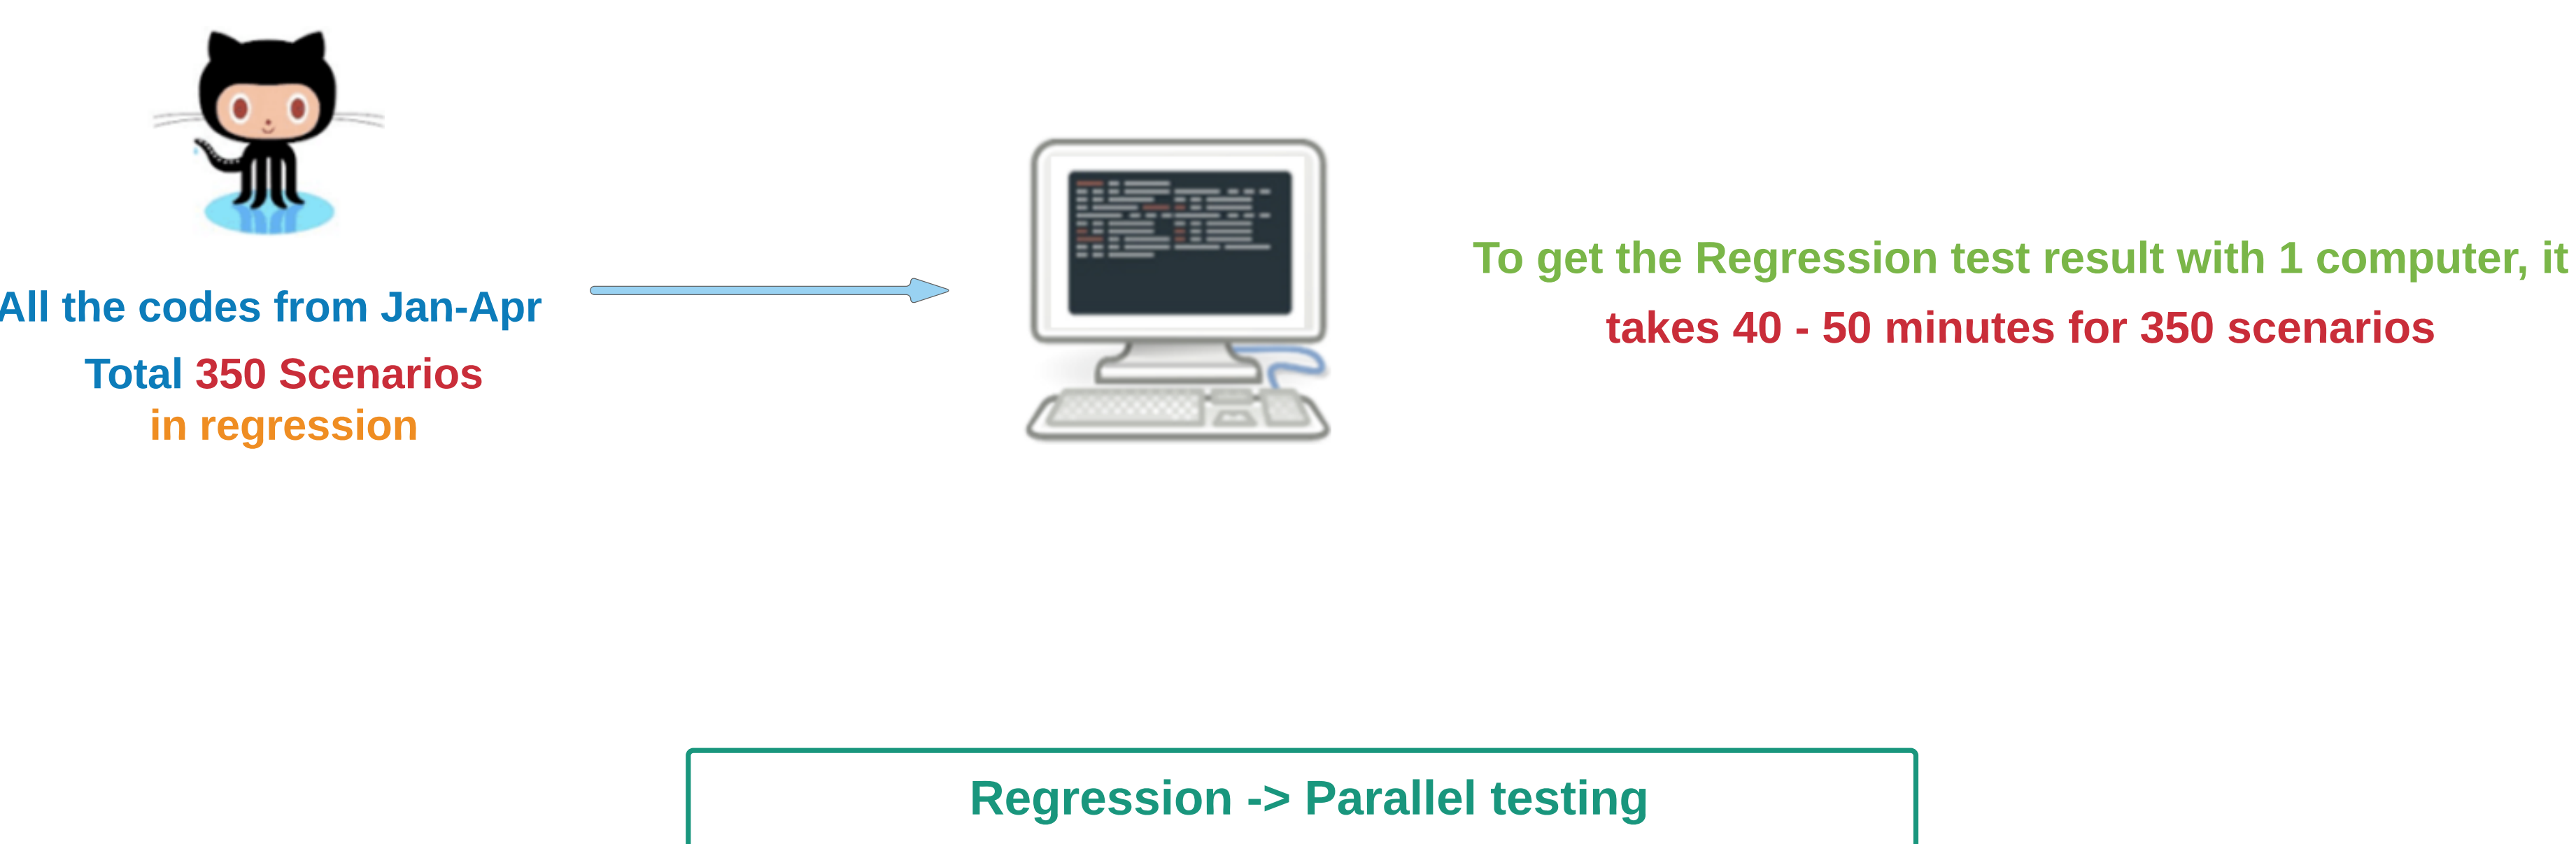 All the codes from Jan-Apr
Total 350 Scenarios
in regression
To get the Regression test result with 1 computer, it
takes 40 - 50 minutes for 350 scenarios
Regression -> Parallel testing